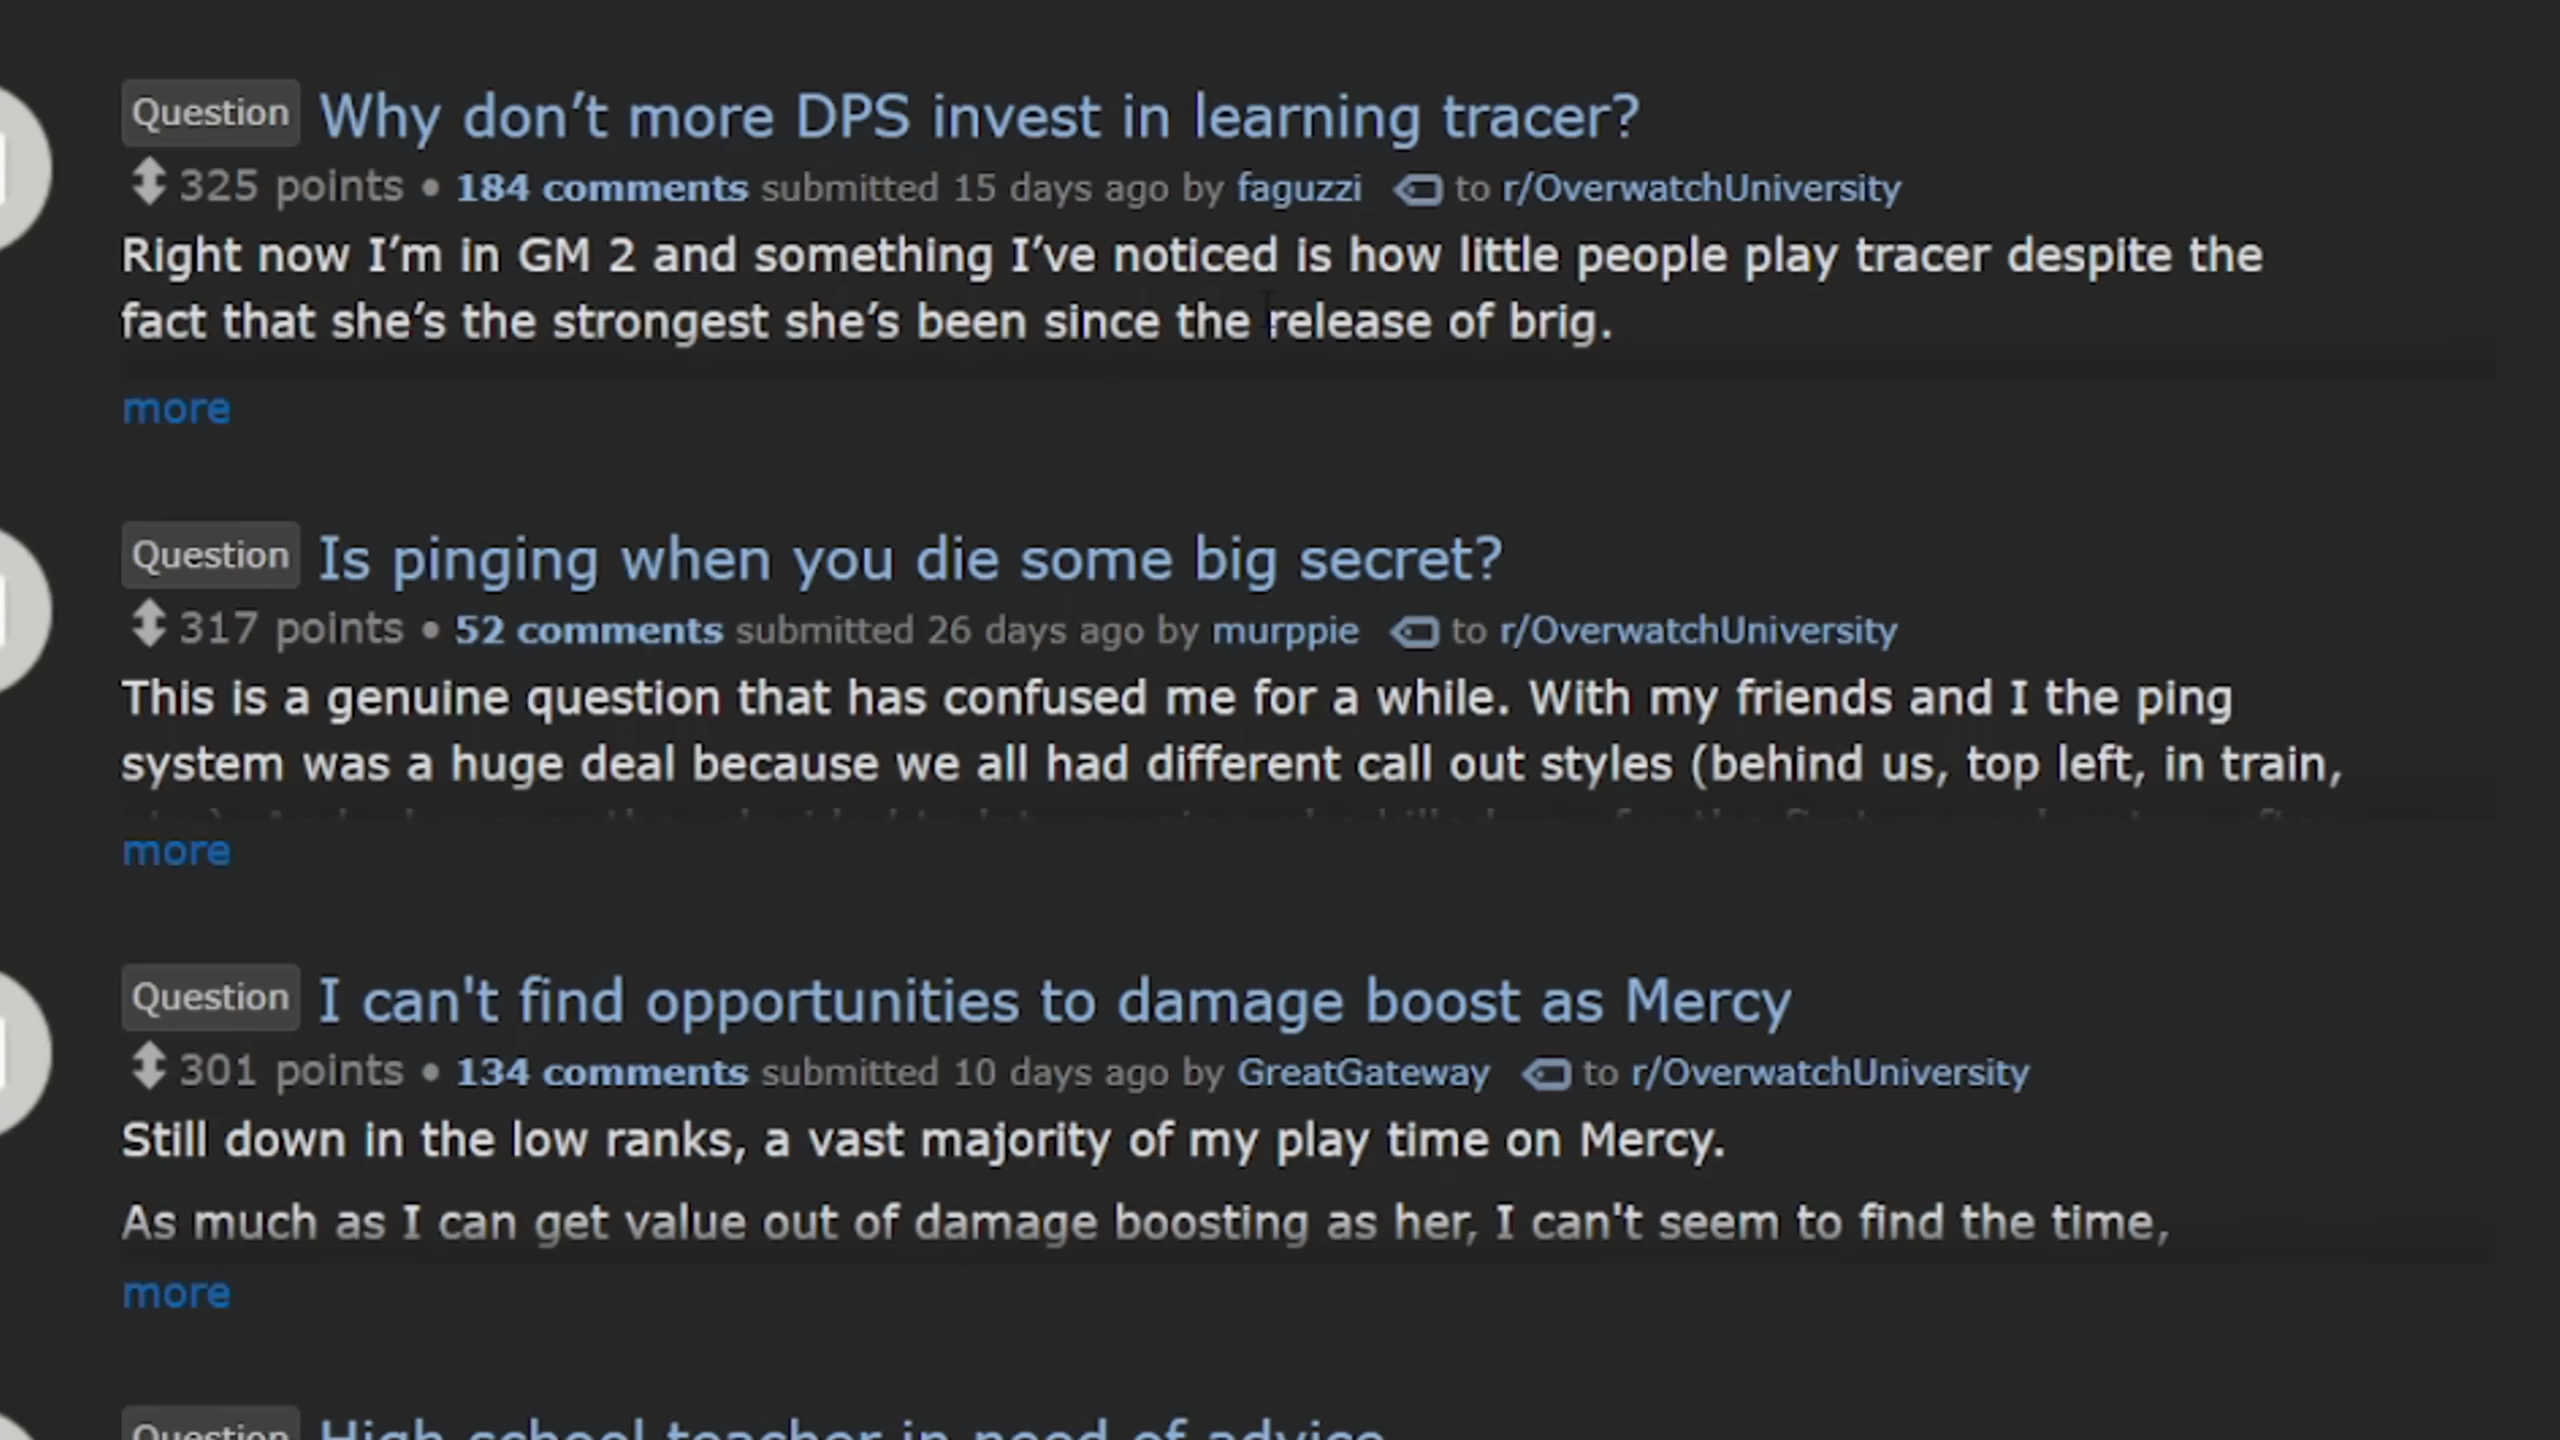 Question Why don’t more DPS invest in learning tracer?
325 points • 184 comments submitted 15 days ago by faguzzi to r/OverwatchUniversity
Right now I’m in GM 2 and something I’ve noticed is how little people play tracer despite the
fact that she’s the strongest she’s been since the release of brig.
more
Question Is pinging when you die some big secret?
317 points • 52 comments submitted 26 days ago by murppie to r/OverwatchUniversity
This is a genuine question that has confused me for a while. With my friends and I the ping
system was a huge deal because we all had different call out styles (behind us, top left, in train,
more
Question I can't find opportunities to damage boost as Mercy
301 points • 134 comments submitted 10 days ago by GreatGateway to r/OverwatchUniversity
Still down in the low ranks, a vast majority of my play time on Mercy.
As much as I can get value out of damage boosting as her, I can't seem to find the time,
more
Question High school teacher in need of advice